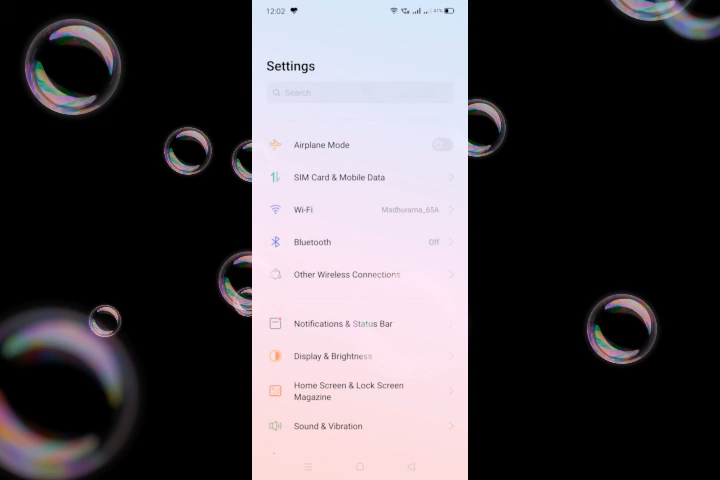 12:02
Settings
Search
Airplane Mode
SIM Card & Mobile Data
Wi-Fi Madhurama_65A
Bluetooth Off
Other Wireless Connections
Notifications & Status Bar
Display & Brightness
Home Screen & Lock Screen
Magazine
Sound & Vibration